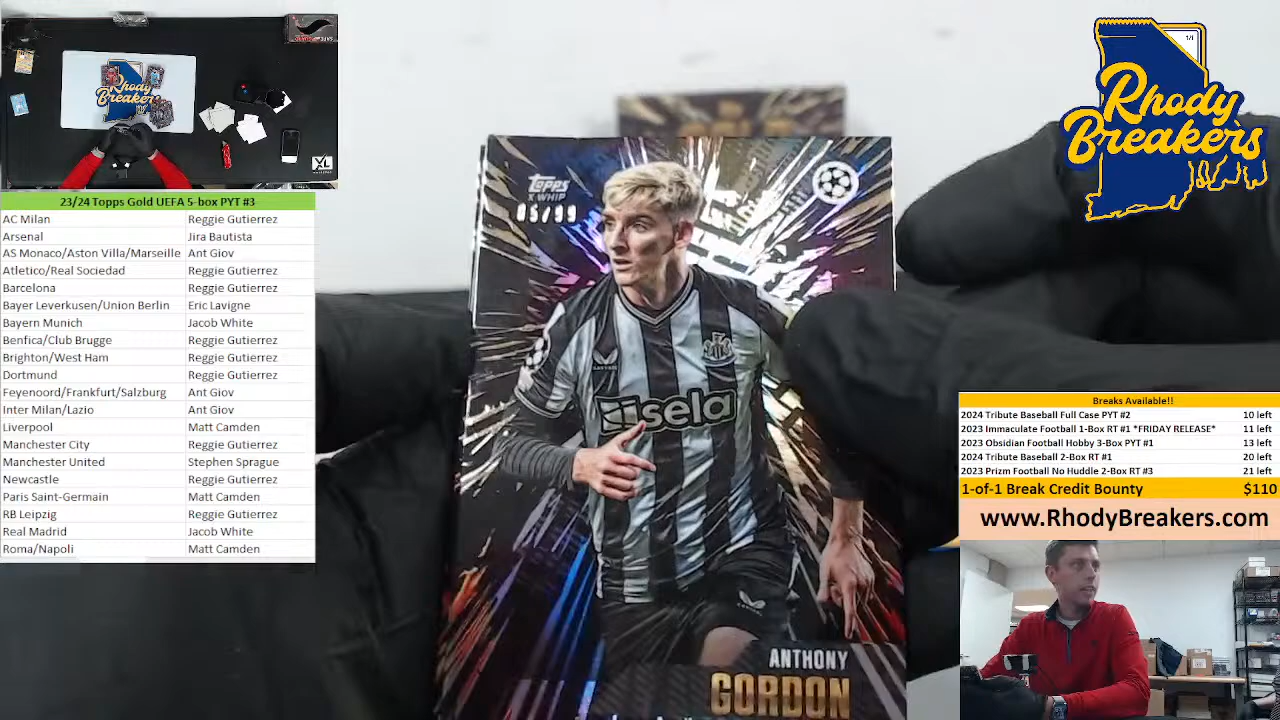 23/24 Topps Gold UEFA 5-box PYT #3
AC Milan Reggie Gutierrez
Arsenal Jira Bautista
AS Monaco/Aston Villa/Marseille Ant Giov
Atletico/Real Sociedad Reggie Gutierrez
Barcelona Reggie Gutierrez
Bayer Leverkusen/Union Berlin Eric Lavigne
Bayern Munich Jacob White
Benfica/Club Brugge Reggie Gutierrez
Brighton/West Ham Reggie Gutierrez
Dortmund Reggie Gutierrez
Feyenoord/Frankfurt/Salzburg Ant Giov
Inter Milan/Lazio Ant Giov
Liverpool Matt Camden
Manchester City Reggie Gutierrez
Manchester United Stephen Sprague
Newcastle Reggie Gutierrez
Paris Saint-Germain Matt Camden
RB Leipzig Reggie Gutierrez
Real Madrid Jacob White
Roma/Napoli Matt Camden
Rhody
Breakers
XL
topps
X WHIP
05/99
sela
ANTHONY
GORDON
1/1
Rhody
Breakers
Breaks Available!!
2024 Tribute Baseball Full Case PYT #2 10 left
2023 Immaculate Football 1-Box RT #1 *FRIDAY RELEASE* 11 left
2023 Obsidian Football Hobby 3-Box PYT #1 13 left
2024 Tribute Baseball 2-Box RT #1 20 left
2023 Prizm Football No Huddle 2-Box RT #3 21 left
1-of-1 Break Credit Bounty $110
www.RhodyBreakers.com